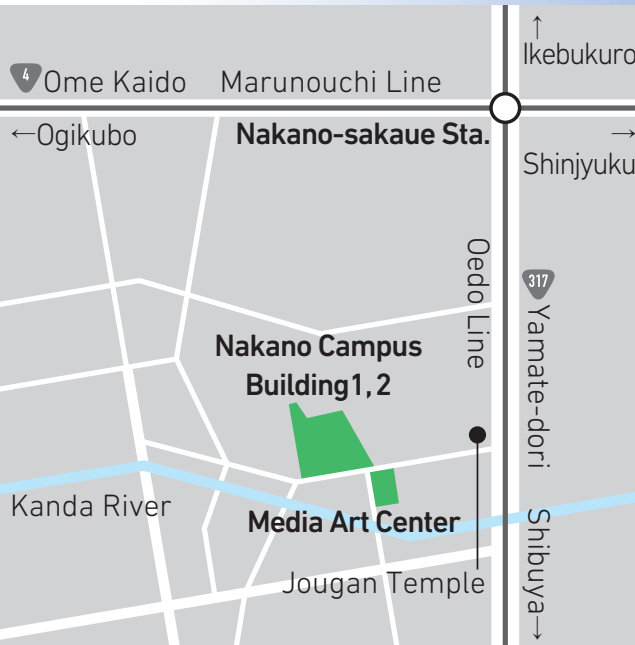 ↑
Ikebukuro
4 Ome Kaido
Marunouchi Line
←Ogikubo
Nakano-sakaue Sta.
→
Shinjyuku
Oedo Line
317
Yamate-dori
Nakano Campus
Building1, 2
Kanda River
Media Art Center
Jougan Temple
Shibuya→